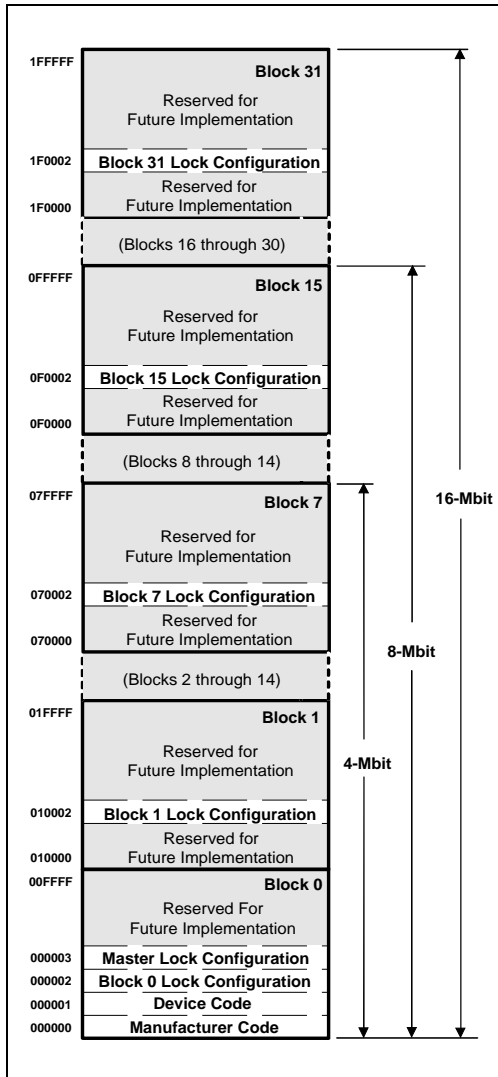 1FFFFF
Block 31
Reserved for
Future Implementation
1F0002
Block 31 Lock Configuration
Reserved for
1F0000
Future Implementation
(Blocks 16 through 30)
0FFFFF
Block 15
Reserved for
Future Implementation
0F0002
Block 15 Lock Configuration
Reserved for
0F0000
Future Implementation
(Blocks 8 through 14)
07FFFF
Block 7
16-Mbit
Reserved for
Future Implementation
070002
Block 7 Lock Configuration
Reserved for
070000
Future Implementation
8-Mbit
(Blocks 2 through 14)
01FFFF
Block 1
Reserved for
Future Implementation
4-Mbit
010002
Block 1 Lock Configuration
Reserved for
010000
Future Implementation
00FFFF
Block 0
Reserved For
Future Implementation
000003
Master Lock Configuration
000002
Block 0 Lock Configuration
000001
Device Code
000000
Manufacturer Code